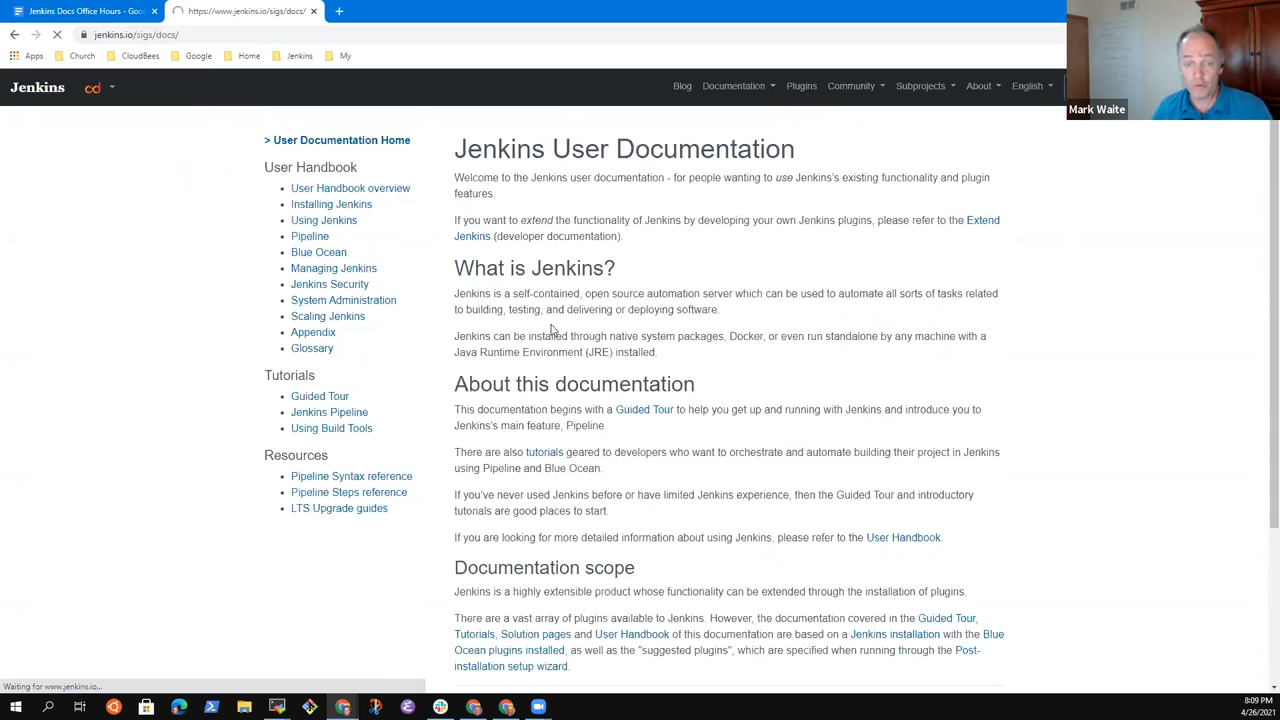 Jenkins Docs Office Hours - Goo
https://www.jenkins.io/sigs/docs/
jenkins.io/sigs/docs/
Apps Church CloudBees Google Home Jenkins My
Jenkins cd Blog Documentation Plugins Community Subprojects About English
Mark Waite
> User Documentation Home
User Handbook
• User Handbook overview
• Installing Jenkins
• Using Jenkins
• Pipeline
• Blue Ocean
• Managing Jenkins
• Jenkins Security
• System Administration
• Scaling Jenkins
• Appendix
• Glossary
Tutorials
• Guided Tour
• Jenkins Pipeline
• Using Build Tools
Resources
• Pipeline Syntax reference
• Pipeline Steps reference
• LTS Upgrade guides
Jenkins User Documentation
Welcome to the Jenkins user documentation - for people wanting to use Jenkins's existing functionality and plugin
features.
If you want to extend the functionality of Jenkins by developing your own Jenkins plugins, please refer to the Extend
Jenkins (developer documentation).
What is Jenkins?
Jenkins is a self-contained, open source automation server which can be used to automate all sorts of tasks related
to building, testing, and delivering or deploying software.
Jenkins can be installed through native system packages, Docker, or even run standalone by any machine with a
Java Runtime Environment (JRE) installed.
About this documentation
This documentation begins with a Guided Tour to help you get up and running with Jenkins and introduce you to
Jenkins's main feature, Pipeline.
There are also tutorials geared to developers who want to orchestrate and automate building their project in Jenkins
using Pipeline and Blue Ocean.
If you've never used Jenkins before or have limited Jenkins experience, then the Guided Tour and introductory
tutorials are good places to start.
If you are looking for more detailed information about using Jenkins, please refer to the User Handbook.
Documentation scope
Jenkins is a highly extensible product whose functionality can be extended through the installation of plugins.
There are a vast array of plugins available to Jenkins. However, the documentation covered in the Guided Tour,
Tutorials, Solution pages and User Handbook of this documentation are based on a Jenkins installation with the Blue
Ocean plugins installed, as well as the "suggested plugins", which are specified when running through the Post-
installation setup wizard.
Waiting for www.jenkins.io...
8:09 PM
4/26/2021